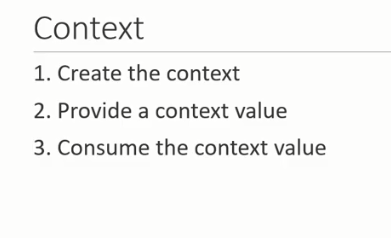 Context
1. Create the context
2. Provide a context value
3. Consume the context value